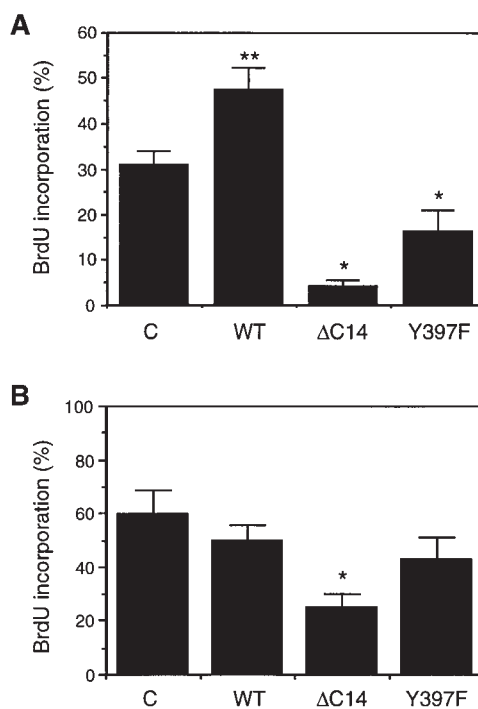 A
BrdU incorporation (%)
60
50
40
30
20
10
0
**
*
*
C WT ΔC14 Y397F
B
BrdU incorporation (%)
100
80
60
40
20
0
*
C WT ΔC14 Y397F